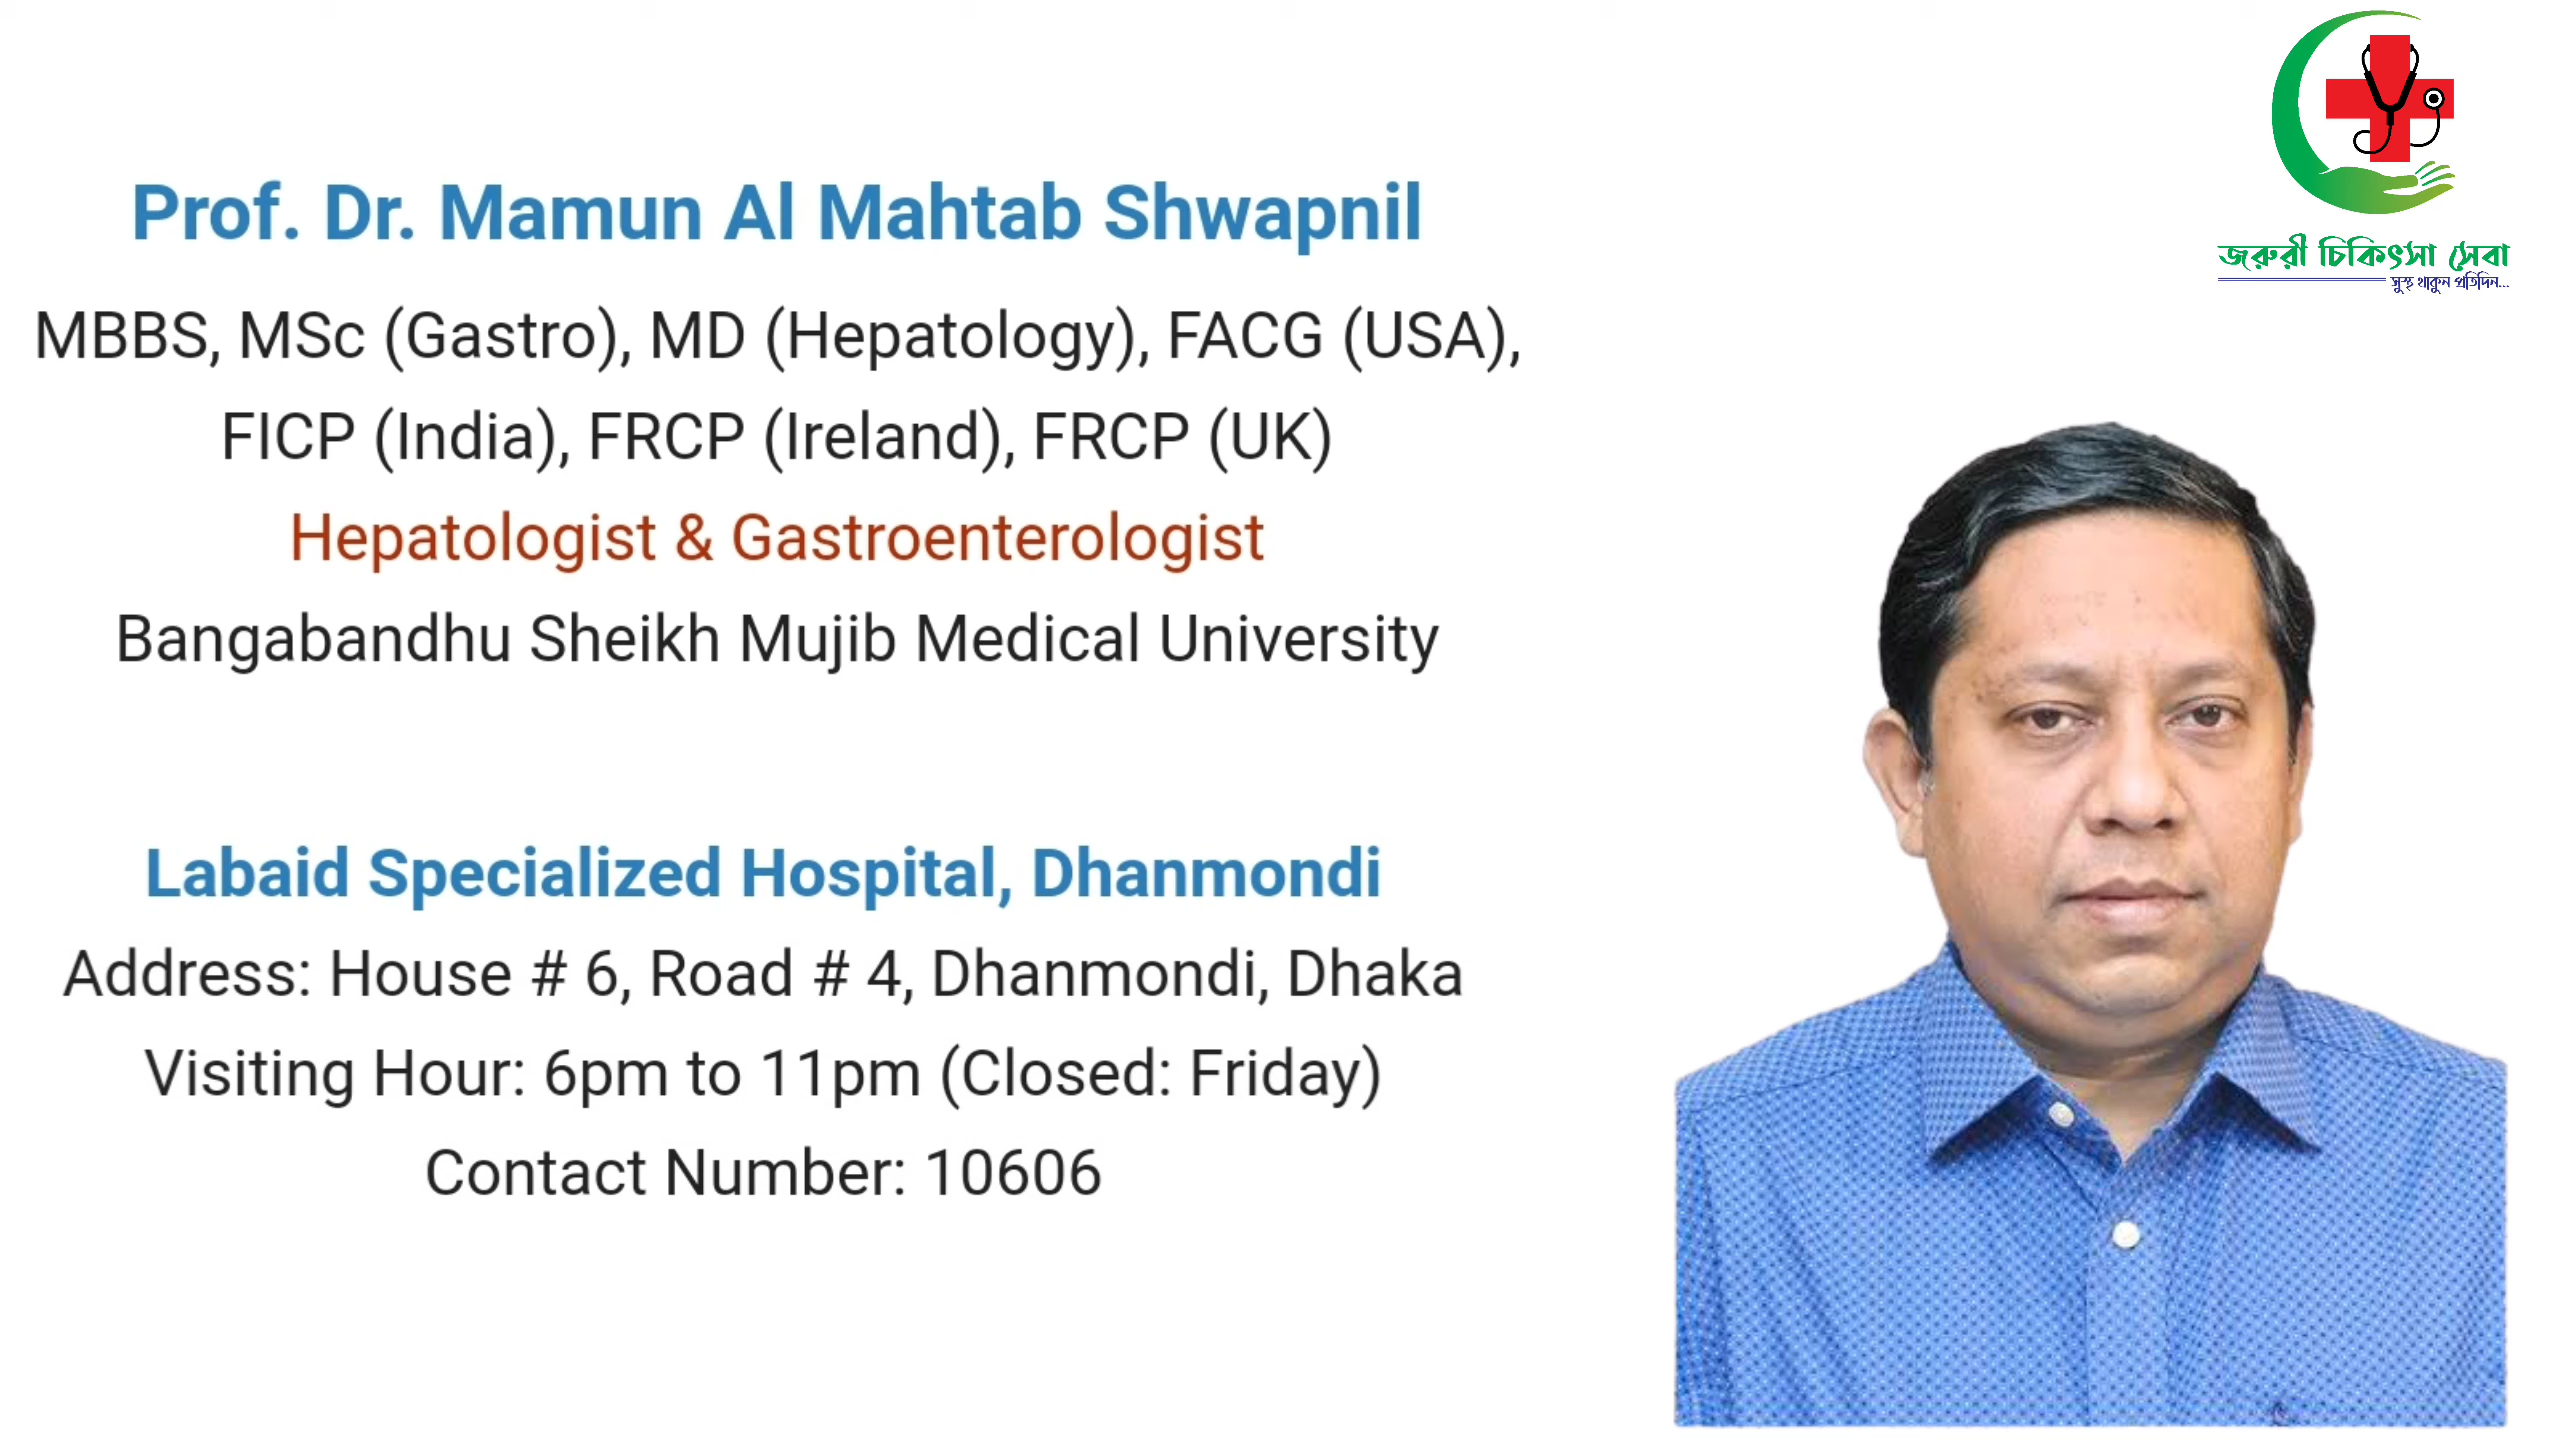 Prof. Dr. Mamun Al Mahtab Shwapnil
MBBS, MSc (Gastro), MD (Hepatology), FACG (USA),
FICP (India), FRCP (Ireland), FRCP (UK)
Hepatologist & Gastroenterologist
Bangabandhu Sheikh Mujib Medical University
Labaid Specialized Hospital, Dhanmondi
Address: House # 6, Road # 4, Dhanmondi, Dhaka
Visiting Hour: 6pm to 11pm (Closed: Friday)
Contact Number: 10606
জরুরী চিকিৎসা সেবা
সুস্থ থাকুন প্রতিদিন...